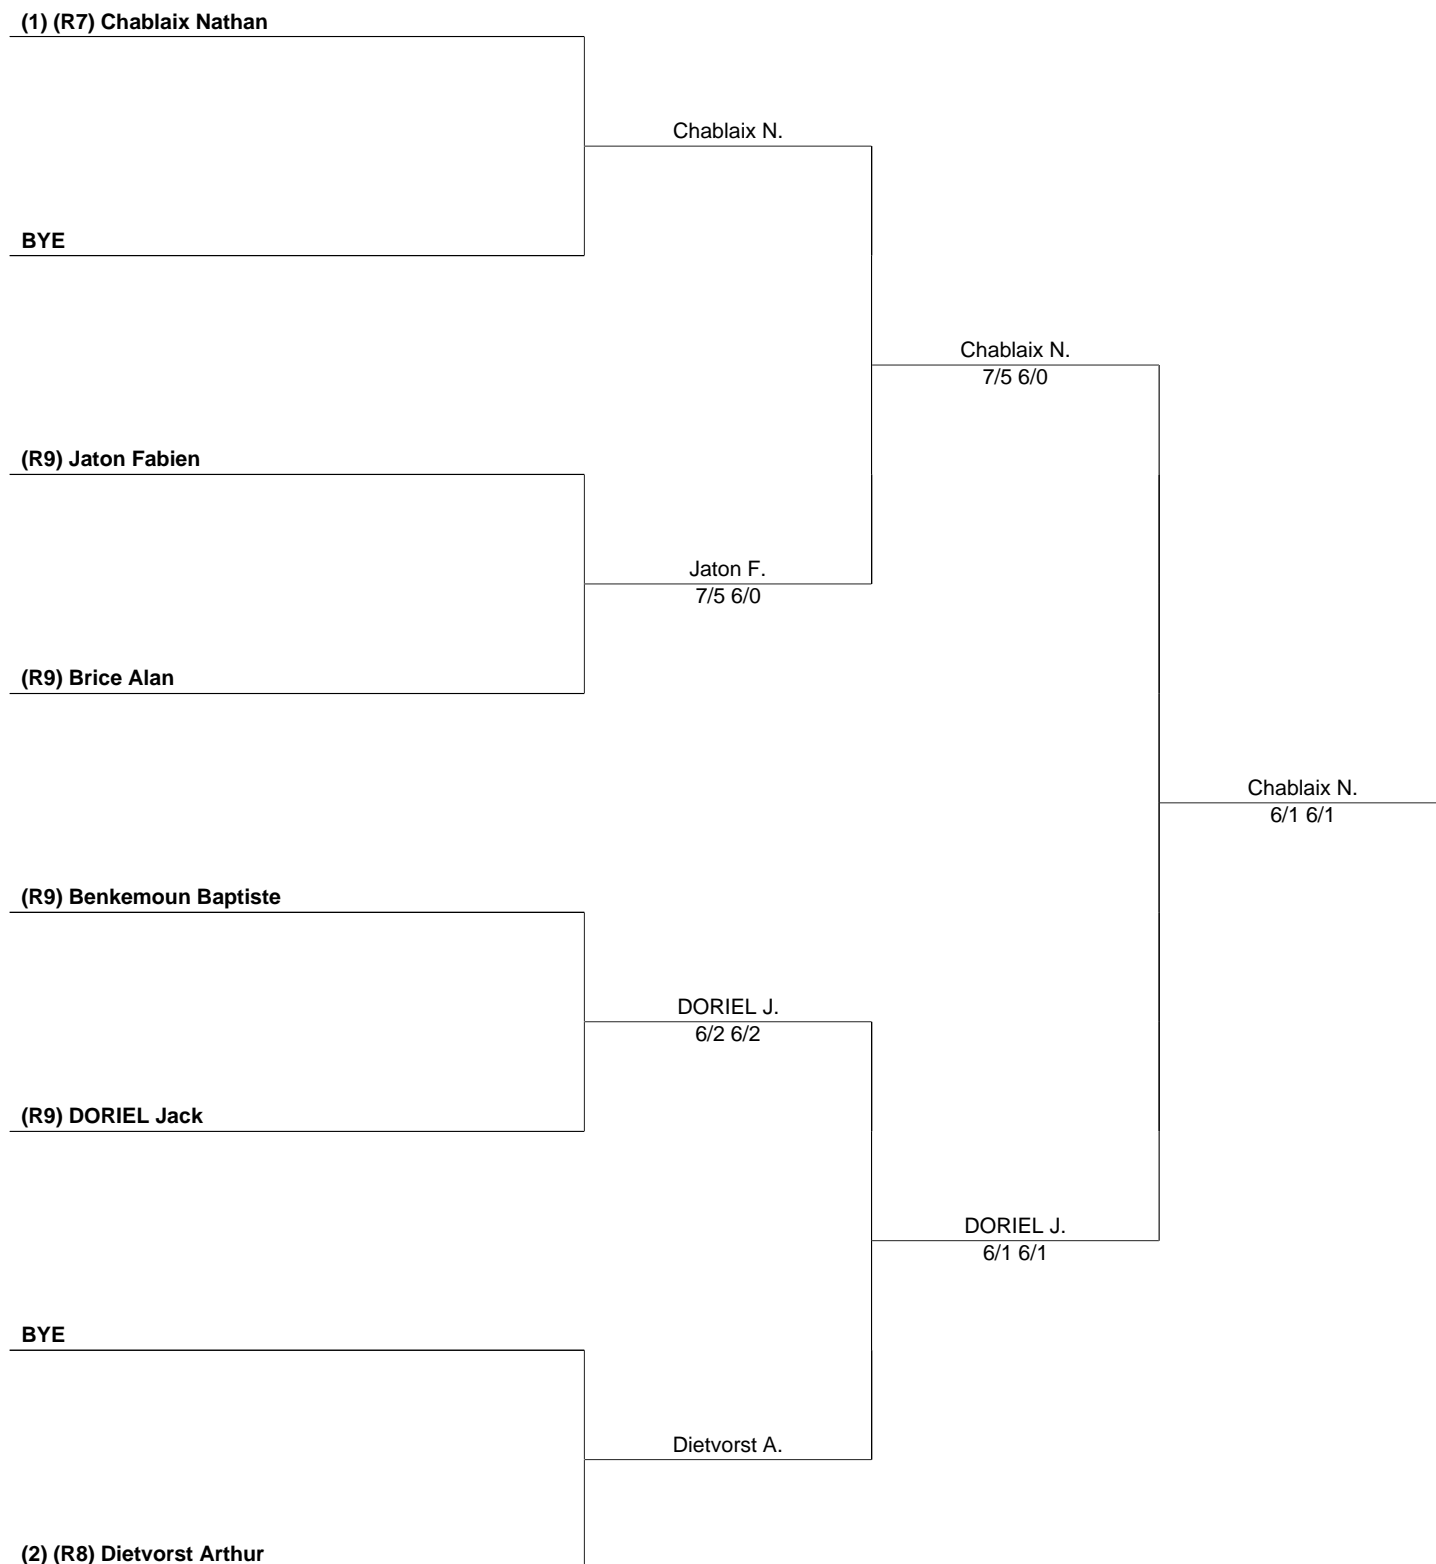 (1) (R7) Chablaix Nathan
Chablaix N.
BYE
Chablaix N.
7/5 6/0
(R9) Jaton Fabien
Jaton F.
7/5 6/0
(R9) Brice Alan
Chablaix N.
6/1 6/1
(R9) Benkemoun Baptiste
DORIEL J.
6/2 6/2
(R9) DORIEL Jack
DORIEL J.
6/1 6/1
BYE
Dietvorst A.
(2) (R8) Dietvorst Arthur